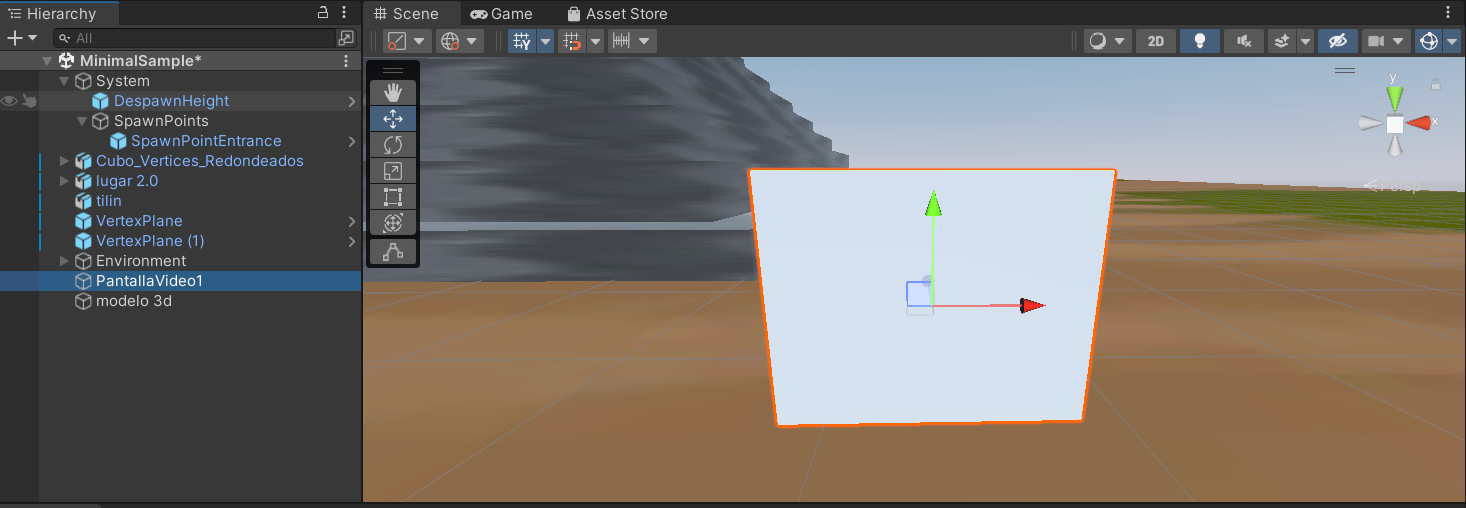 Hierarchy
All
MinimalSample*
System
DespawnHeight
SpawnPoints
SpawnPointEntrance
Cubo_Vertices_Redondeados
lugar 2.0
tilin
VertexPlane
VertexPlane (1)
Environment
PantallaVideo1
modelo 3d
Scene
Game
Asset Store
2D
y
x
Persp